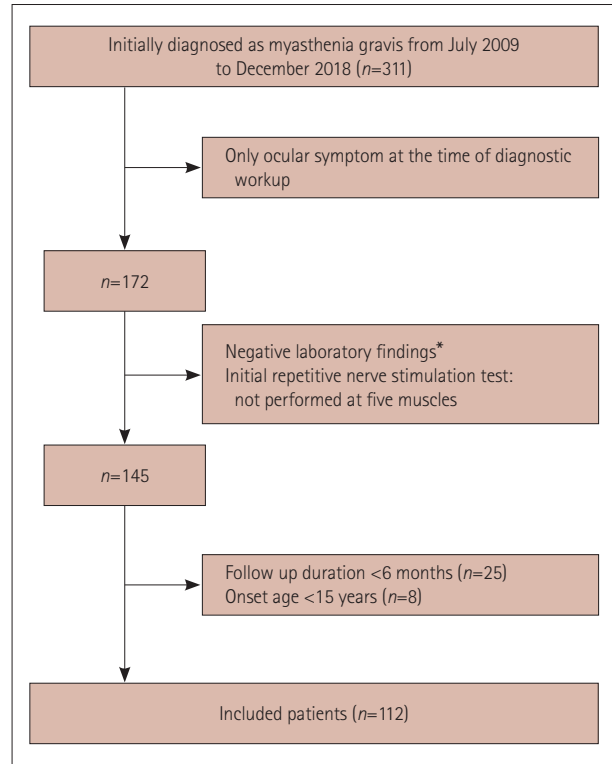 Initially diagnosed as myasthenia gravis from July 2009
to December 2018 (n=311)
Only ocular symptom at the time of diagnostic
workup
n=172
Negative laboratory findings*
Initial repetitive nerve stimulation test:
not performed at five muscles
n=145
Follow up duration <6 months (n=25)
Onset age <15 years (n=8)
Included patients (n=112)